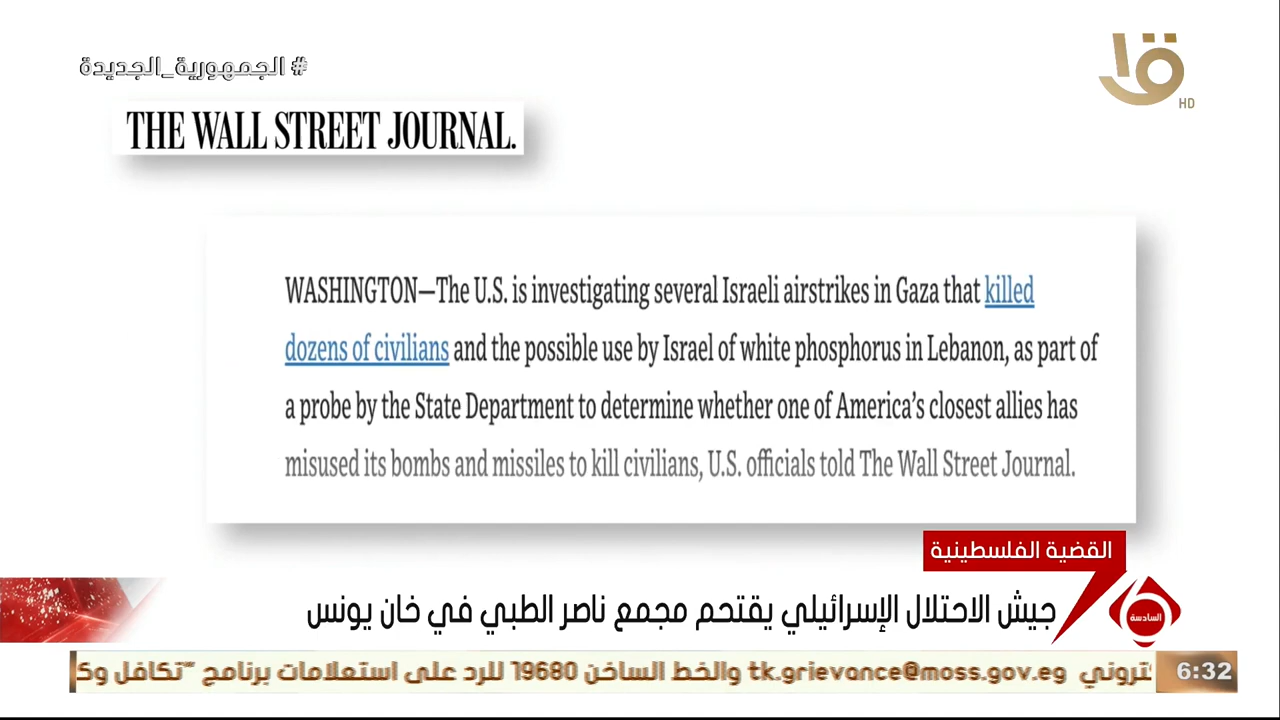 # الجمهورية_الجديدة
HD
THE WALL STREET JOURNAL.
WASHINGTON—The U.S. is investigating several Israeli airstrikes in Gaza that killed
dozens of civilians and the possible use by Israel of white phosphorus in Lebanon, as part of
a probe by the State Department to determine whether one of America's closest allies has
misused its bombs and missiles to kill civilians, U.S. officials told The Wall Street Journal.
القضية الفلسطينية
السادسة
جيش الاحتلال الإسرائيلي يقتحم مجمع ناصر الطبي في خان يونس
6:32
tk.grievance@moss.gov.eg والخط الساخن 19680 للرد على استعلامات برنامج "تكافل